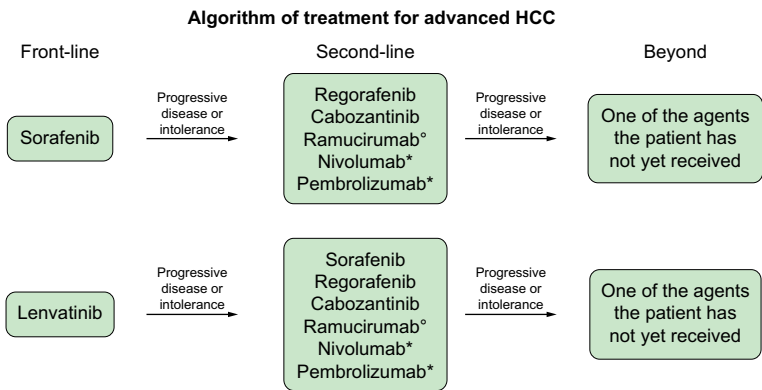 Algorithm of treatment for advanced HCC
Front-line
Second-line
Beyond
Sorafenib
Progressive
disease or
intolerance
Regorafenib
Cabozantinib
Ramucirumab°
Nivolumab*
Pembrolizumab*
Progressive
disease or
intolerance
One of the agents
the patient has
not yet received
Lenvatinib
Progressive
disease or
intolerance
Sorafenib
Regorafenib
Cabozantinib
Ramucirumab°
Nivolumab*
Pembrolizumab*
Progressive
disease or
intolerance
One of the agents
the patient has
not yet received